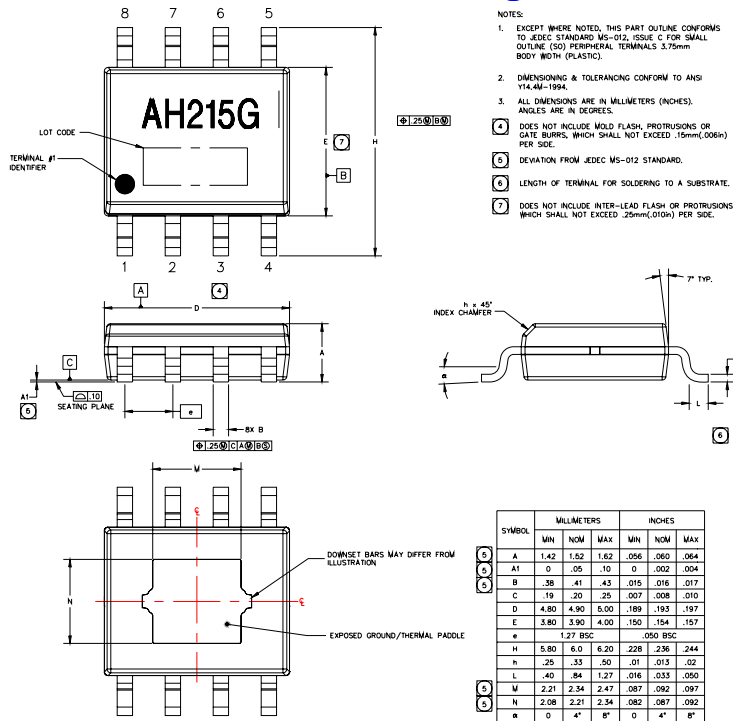 8 7 6 5
AH215G
LOT CODE
TERMINAL #1
IDENTIFIER
E 7
B
H
⌖ .25Ⓜ BⓂ
1 2 3 4
NOTES:
1. EXCEPT WHERE NOTED, THIS PART OUTLINE CONFORMS
TO JEDEC STANDARD MS-012, ISSUE C FOR SMALL
OUTLINE (SO) PERIPHERAL TERMINALS 3.75mm
BODY WIDTH (PLASTIC).
2. DIMENSIONING & TOLERANCING CONFORM TO ANSI
Y14.4M-1994.
3. ALL DIMENSIONS ARE IN MILLIMETERS (INCHES).
ANGLES ARE IN DEGREES.
4 DOES NOT INCLUDE MOLD FLASH, PROTRUSIONS OR
GATE BURRS, WHICH SHALL NOT EXCEED .15mm(.006in)
PER SIDE.
5 DEVIATION FROM JEDEC MS-012 STANDARD.
6 LENGTH OF TERMINAL FOR SOLDERING TO A SUBSTRATE.
7 DOES NOT INCLUDE INTER-LEAD FLASH OR PROTRUSIONS
WHICH SHALL NOT EXCEED .25mm(.010in) PER SIDE.
A
4
D
C
A
A1
5
⌓ .10
SEATING PLANE
e
8X B
⌖ .25Ⓜ C AⓂ BⓈ
7° TYP.
h x 45°
INDEX CHAMFER
α
L
6
M
N
℄
℄
DOWNSET BARS MAY DIFFER FROM
ILLUSTRATION
EXPOSED GROUND/THERMAL PADDLE
SYMBOL MILLIMETERS INCHES
MIN NOM MAX MIN NOM MAX
5 A 1.42 1.52 1.62 .056 .060 .064
5 A1 0 .05 .10 0 .002 .004
5 B .38 .41 .43 .015 .016 .017
C .19 .20 .25 .007 .008 .010
D 4.80 4.90 5.00 .189 .193 .197
E 3.80 3.90 4.00 .150 .154 .157
e 1.27 BSC .050 BSC
H 5.80 6.0 6.20 .228 .236 .244
h .25 .33 .50 .01 .013 .02
L .40 .84 1.27 .016 .033 .050
5 M 2.21 2.34 2.47 .087 .092 .097
5 N 2.08 2.21 2.34 .082 .087 .092
α 0 4° 8° 0 4° 8°